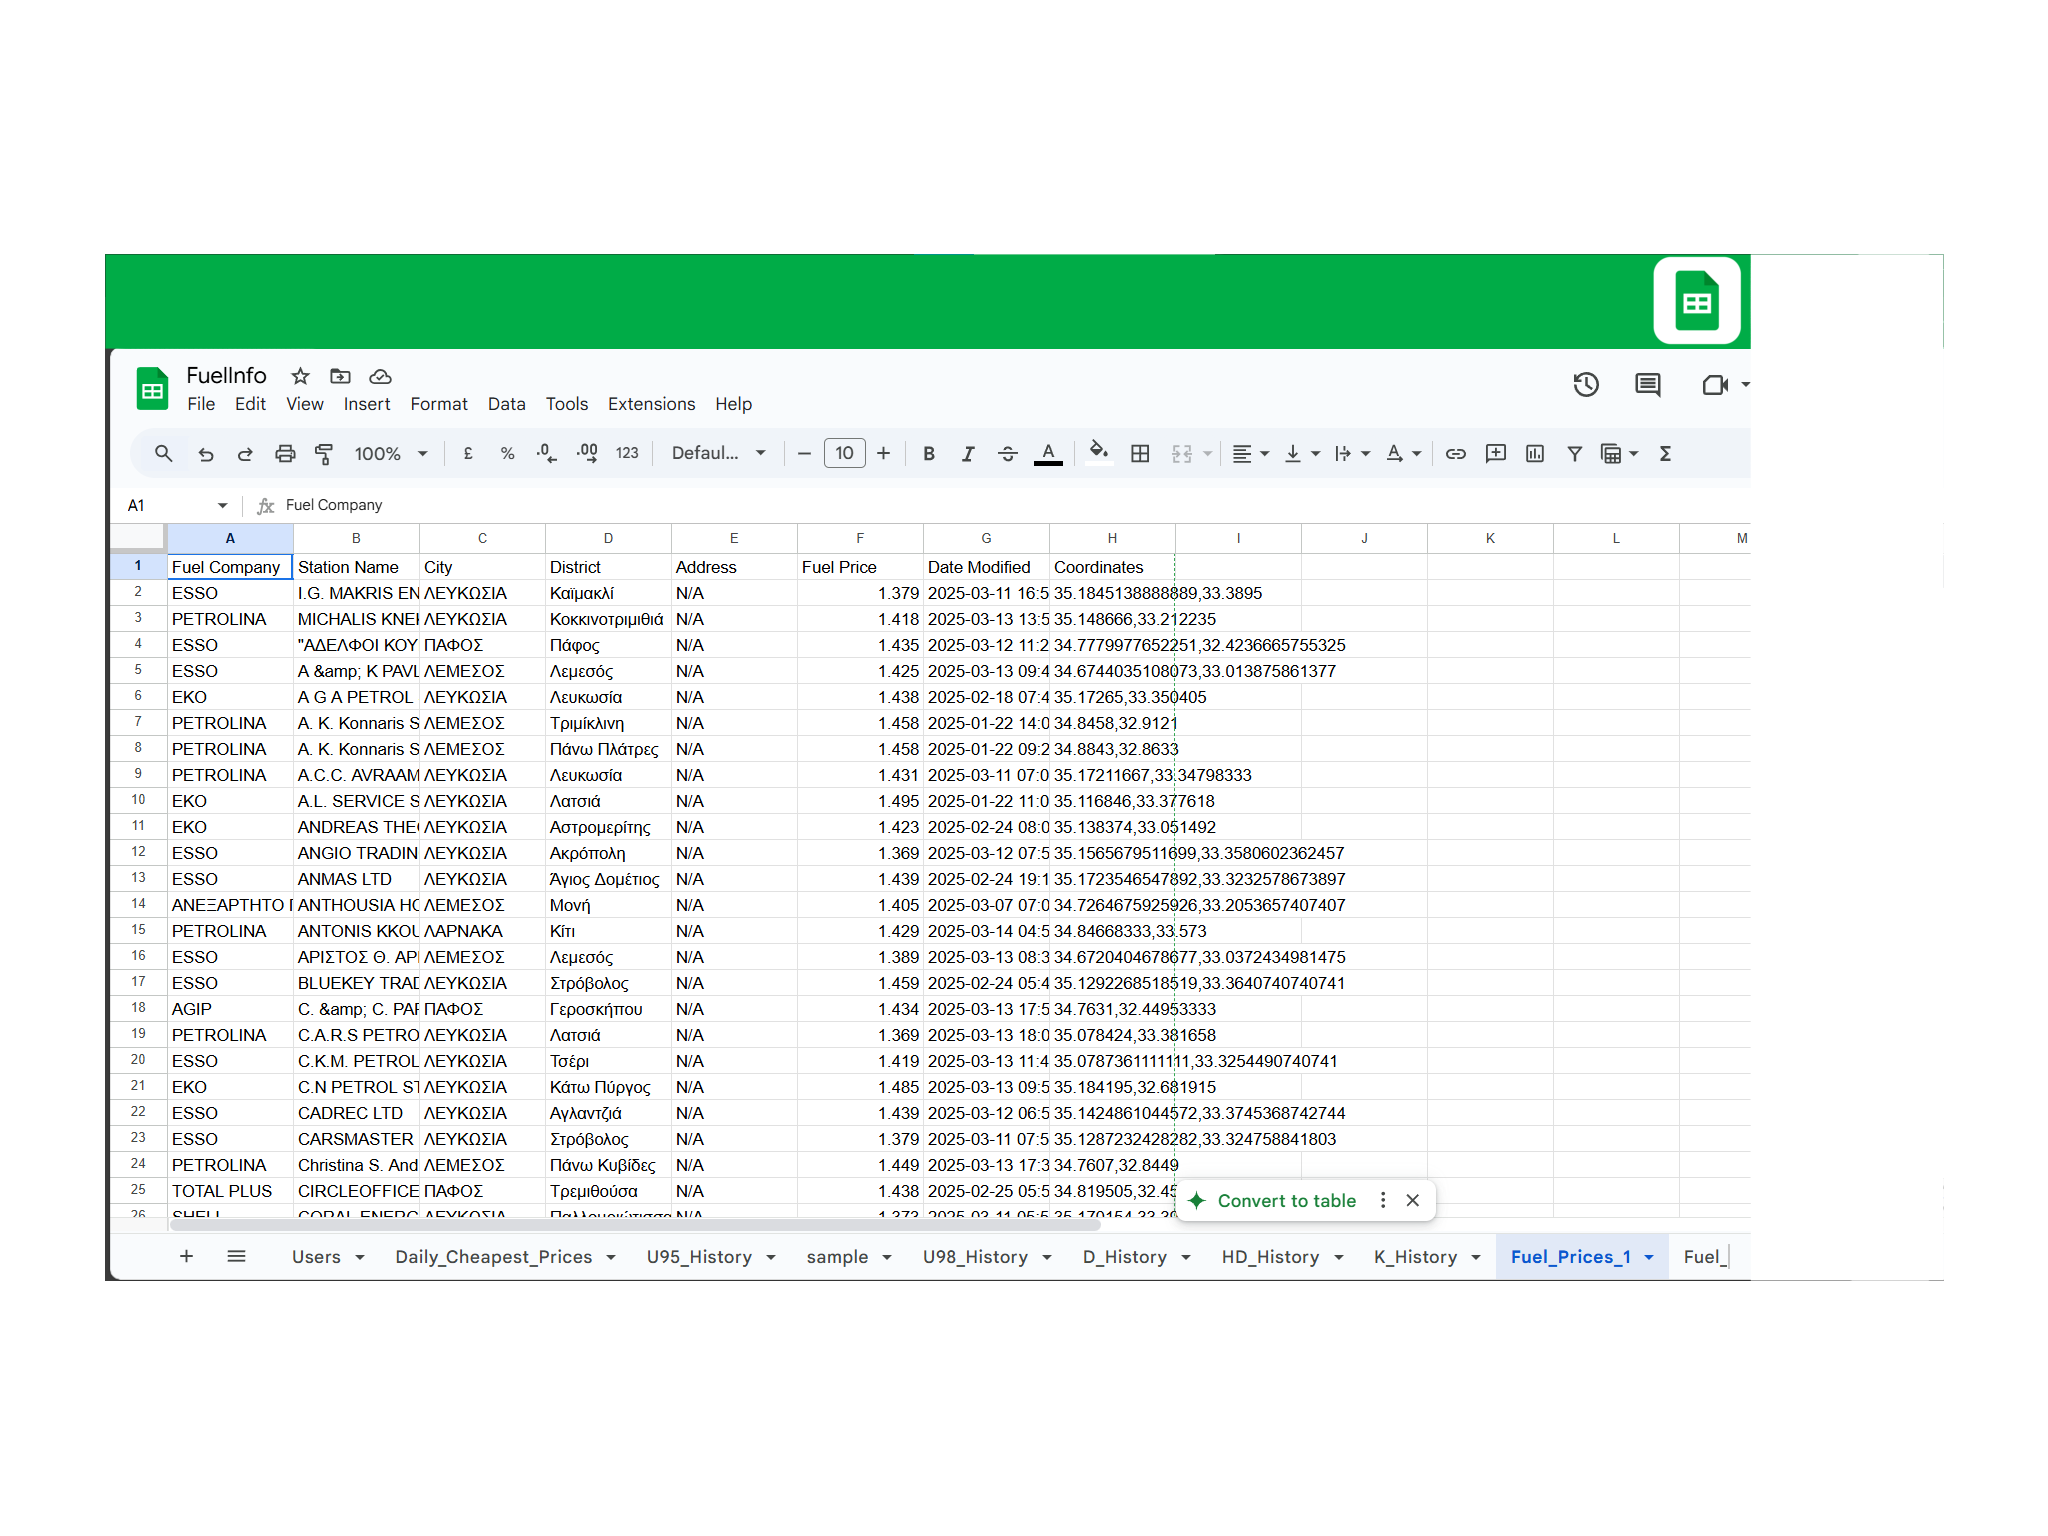 FuelInfo
File Edit View Insert Format Data Tools Extensions Help
100% £ % .0 .00 123 Defaul... 10 B I A
A1 fx Fuel Company
A B C D E F G H I J K L M
1 Fuel Company Station Name City District Address Fuel Price Date Modified Coordinates
2 ESSO I.G. MAKRIS EN ΛΕΥΚΩΣΙΑ Καϊμακλί N/A 1.379 2025-03-11 16:5 35.1845138888889,33.3895
3 PETROLINA MICHALIS KNE ΛΕΥΚΩΣΙΑ Κοκκινοτριμιθιά N/A 1.418 2025-03-13 13:5 35.148666,33.212235
4 ESSO "ΑΔΕΛΦΟΙ ΚΟΥ ΠΑΦΟΣ Πάφος N/A 1.435 2025-03-12 11:2 34.7779977652251,32.4236665755325
5 ESSO A &amp; K PAVL ΛΕΜΕΣΟΣ Λεμεσός N/A 1.425 2025-03-13 09:4 34.6744035108073,33.013875861377
6 EKO A G A PETROL ΛΕΥΚΩΣΙΑ Λευκωσία N/A 1.438 2025-02-18 07:4 35.17265,33.350405
7 PETROLINA A. K. Konnaris S ΛΕΜΕΣΟΣ Τριμίκλινη N/A 1.458 2025-01-22 14:0 34.8458,32.9121
8 PETROLINA A. K. Konnaris S ΛΕΜΕΣΟΣ Πάνω Πλάτρες N/A 1.458 2025-01-22 09:2 34.8843,32.8633
9 PETROLINA A.C.C. AVRAAM ΛΕΥΚΩΣΙΑ Λευκωσία N/A 1.431 2025-03-11 07:0 35.17211667,33.34798333
10 EKO A.L. SERVICE S ΛΕΥΚΩΣΙΑ Λατσιά N/A 1.495 2025-01-22 11:0 35.116846,33.377618
11 EKO ANDREAS THE ΛΕΥΚΩΣΙΑ Αστρομερίτης N/A 1.423 2025-02-24 08:0 35.138374,33.051492
12 ESSO ANGIO TRADIN ΛΕΥΚΩΣΙΑ Ακρόπολη N/A 1.369 2025-03-12 07:5 35.1565679511699,33.3580602362457
13 ESSO ANMAS LTD ΛΕΥΚΩΣΙΑ Άγιος Δομέτιος N/A 1.439 2025-02-24 19:1 35.1723546547892,33.3232578673897
14 ΑΝΕΞΑΡΤΗΤΟ ANTHOUSIA HO ΛΕΜΕΣΟΣ Μονή N/A 1.405 2025-03-07 07:0 34.7264675925926,33.2053657407407
15 PETROLINA ANTONIS KKOU ΛΑΡΝΑΚΑ Κίτι N/A 1.429 2025-03-14 04:5 34.84668333,33.573
16 ESSO ΑΡΙΣΤΟΣ Θ. ΑΡΙ ΛΕΜΕΣΟΣ Λεμεσός N/A 1.389 2025-03-13 08:3 34.6720404678677,33.0372434981475
17 ESSO BLUEKEY TRAD ΛΕΥΚΩΣΙΑ Στρόβολος N/A 1.459 2025-02-24 05:4 35.1292268518519,33.3640740740741
18 AGIP C. &amp; C. PAP ΠΑΦΟΣ Γεροσκήπου N/A 1.434 2025-03-13 17:5 34.7631,32.44953333
19 PETROLINA C.A.R.S PETRO ΛΕΥΚΩΣΙΑ Λατσιά N/A 1.369 2025-03-13 18:0 35.078424,33.381658
20 ESSO C.K.M. PETROL ΛΕΥΚΩΣΙΑ Τσέρι N/A 1.419 2025-03-13 11:4 35.0787361111111,33.3254490740741
21 EKO C.N PETROL ST ΛΕΥΚΩΣΙΑ Κάτω Πύργος N/A 1.485 2025-03-13 09:5 35.184195,32.681915
22 ESSO CADREC LTD ΛΕΥΚΩΣΙΑ Αγλαντζιά N/A 1.439 2025-03-12 06:5 35.1424861044572,33.3745368742744
23 ESSO CARSMASTER ΛΕΥΚΩΣΙΑ Στρόβολος N/A 1.379 2025-03-11 07:5 35.1287232428282,33.324758841803
24 PETROLINA Christina S. And ΛΕΜΕΣΟΣ Πάνω Κυβίδες N/A 1.449 2025-03-13 17:3 34.7607,32.8449
25 TOTAL PLUS CIRCLEOFFICE ΠΑΦΟΣ Τρεμιθούσα N/A 1.438 2025-02-25 05:5 34.819505,32.45
26 SHELL CORAL ENERG ΛΕΥΚΩΣΙΑ Παλλουριώτισσα N/A 1.373 2025-03-11 05:5 35.170154,33.39
Convert to table
Users Daily_Cheapest_Prices U95_History sample U98_History D_History HD_History K_History Fuel_Prices_1 Fuel_